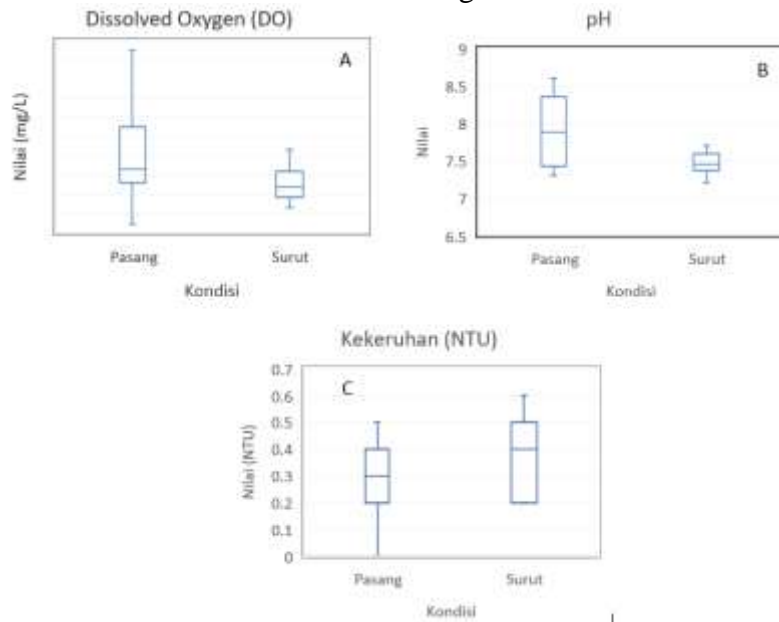 Dissolved Oxygen (DO)
A
Nilai (mg/L)
Pasang
Surut
Kondisi
pH
B
9
8.5
8
7.5
7
6.5
Nilai
Pasang
Surut
Kondisi
Kekeruhan (NTU)
C
0.7
0.6
0.5
0.4
0.3
0.2
0.1
0
Nilai (NTU)
Pasang
Surut
Kondisi